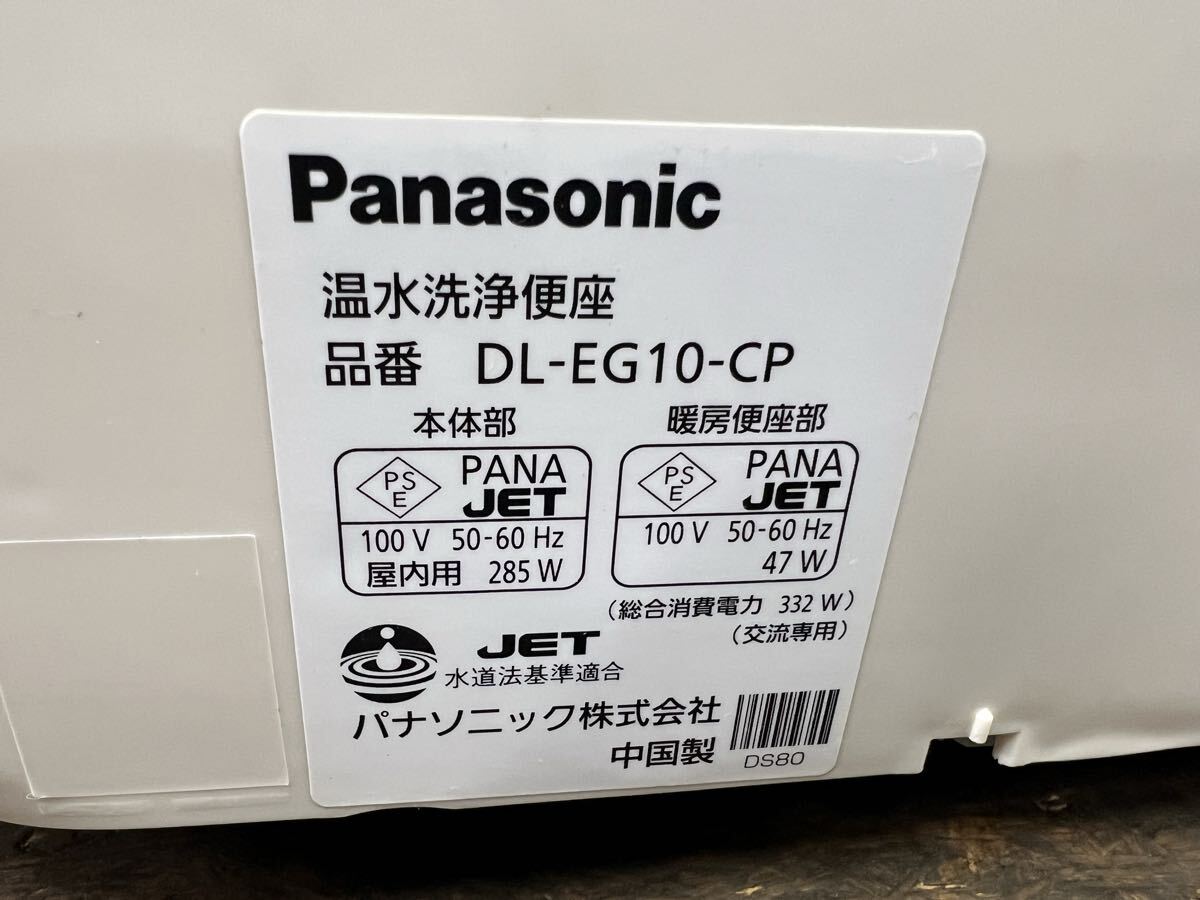 Panasonic
温水洗浄便座
品番 DL-EG10-CP
本体部
PS E PANA JET
100 V 50-60 Hz
屋内用 285 W
暖房便座部
PS E PANA JET
100 V 50-60 Hz
47 W
(総合消費電力 332 W)
(交流専用)
JET
水道法基準適合
パナソニック株式会社
中国製
DS80